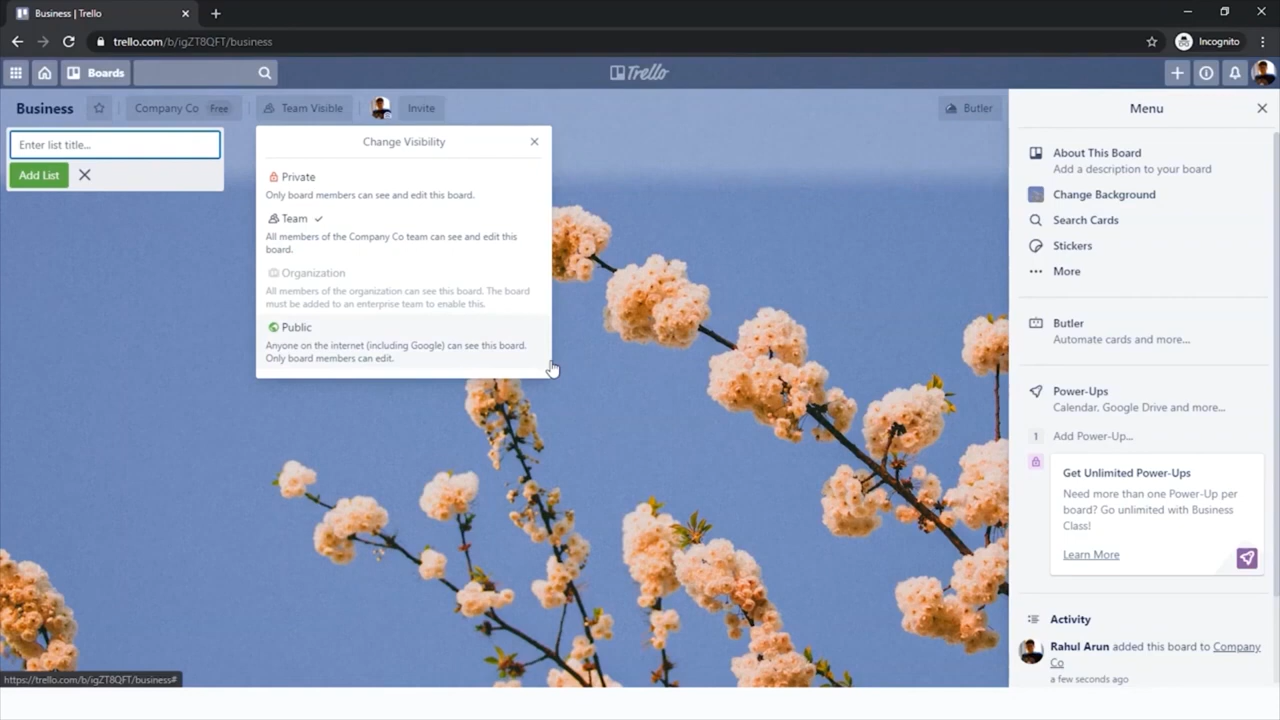 Business | Trello
trello.com/b/igZT8QFT/business
Incognito
Boards
Trello
Business
Company Co Free
Team Visible
Invite
Butler
Menu
Enter list title...
Add List
Change Visibility
Private
Only board members can see and edit this board.
Team
All members of the Company Co team can see and edit this
board.
Organization
All members of the organization can see this board. The board
must be added to an enterprise team to enable this.
Public
Anyone on the internet (including Google) can see this board.
Only board members can edit.
About This Board
Add a description to your board
Change Background
Search Cards
Stickers
More
Butler
Automate cards and more...
Power-Ups
Calendar, Google Drive and more...
1 Add Power-Up...
Get Unlimited Power-Ups
Need more than one Power-Up per
board? Go unlimited with Business
Class!
Learn More
Activity
Rahul Arun added this board to Company
Co
a few seconds ago
https://trello.com/b/igZT8QFT/business#